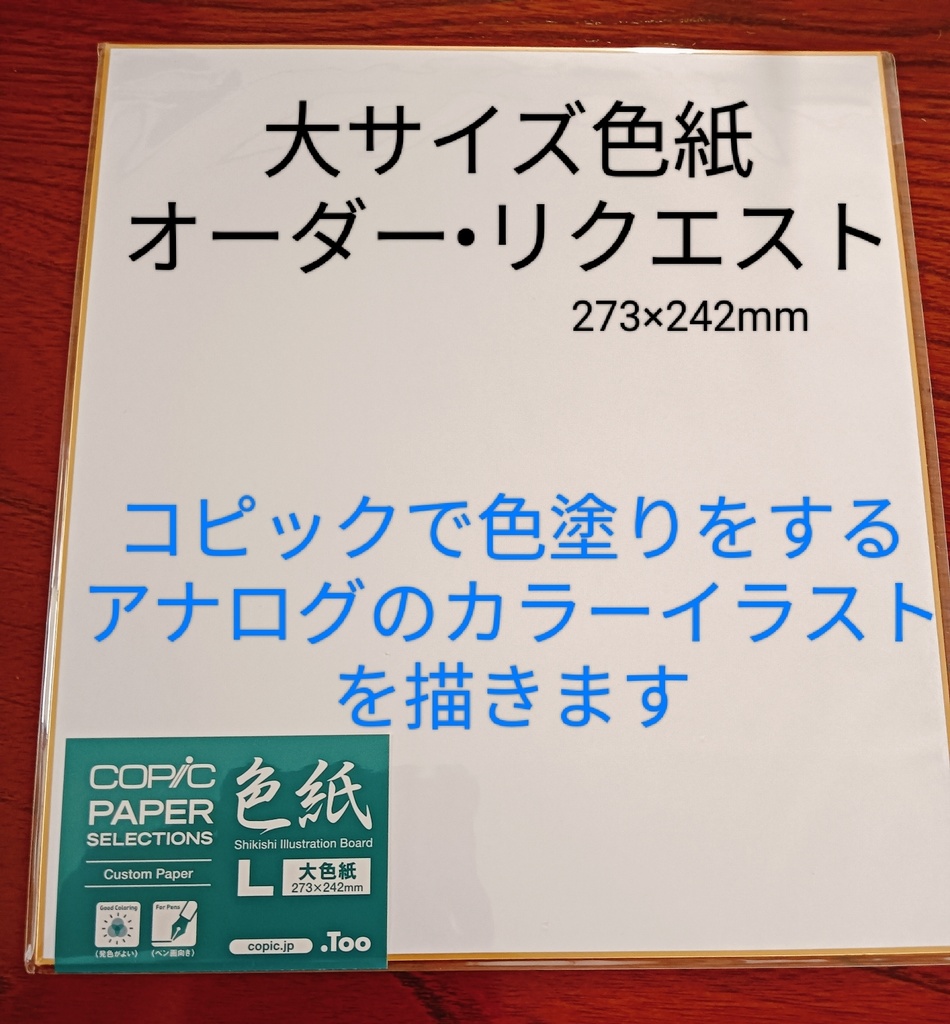 大サイズ色紙
オーダー・リクエスト
273×242mm
コピックで色塗りをする
アナログのカラーイラスト
を描きます
COPIC
PAPER
SELECTIONS
Custom Paper
Good Coloring
(発色がよい)
For Pens
(ペン画向き)
色紙
Shikishi Illustration Board
L
大色紙
273×242mm
copic.jp
.Too